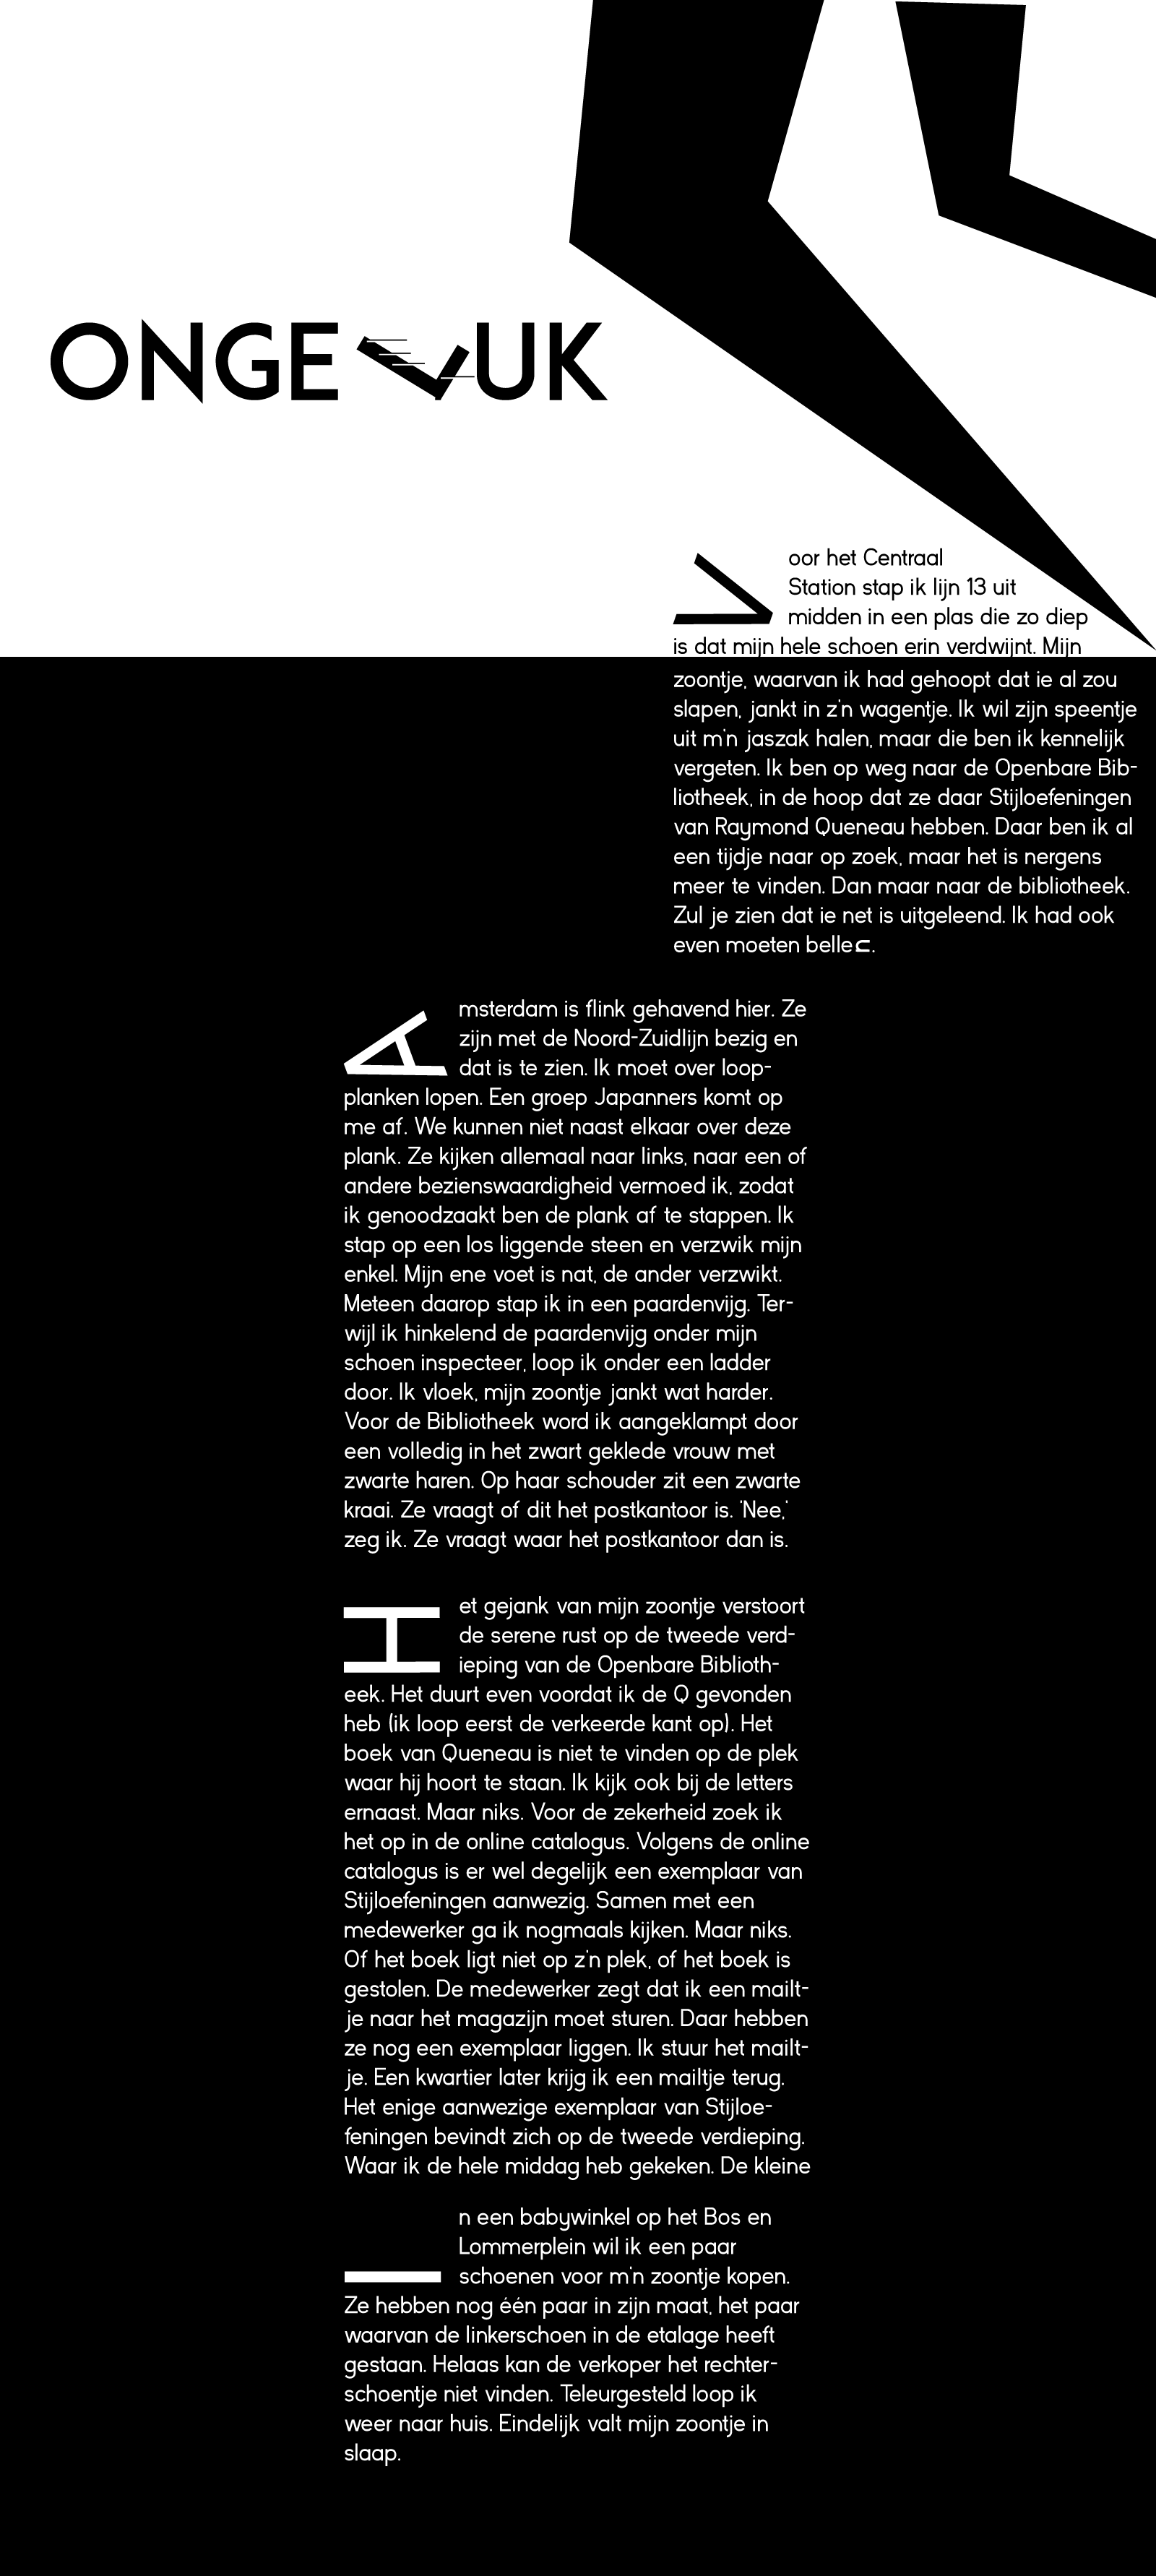 ONGELUK
Voor het Centraal
Station stap ik lijn 13 uit
midden in een plas die zo diep
is dat mijn hele schoen erin verdwijnt. Mijn
zoontje, waarvan ik had gehoopt dat ie al zou
slapen, jankt in z'n wagentje. Ik wil zijn speentje
uit m'n jaszak halen, maar die ben ik kennelijk
vergeten. Ik ben op weg naar de Openbare Bib-
liotheek, in de hoop dat ze daar Stijloefeningen
van Raymond Queneau hebben. Daar ben ik al
een tijdje naar op zoek, maar het is nergens
meer te vinden. Dan maar naar de bibliotheek.
Zul je zien dat ie net is uitgeleend. Ik had ook
even moeten bellen.
Amsterdam is flink gehavend hier. Ze
zijn met de Noord-Zuidlijn bezig en
dat is te zien. Ik moet over loop-
planken lopen. Een groep Japanners komt op
me af. We kunnen niet naast elkaar over deze
plank. Ze kijken allemaal naar links, naar een of
andere bezienswaardigheid vermoed ik, zodat
ik genoodzaakt ben de plank af te stappen. Ik
stap op een los liggende steen en verzwik mijn
enkel. Mijn ene voet is nat, de ander verzwikt.
Meteen daarop stap ik in een paardenvijg. Ter-
wijl ik hinkelend de paardenvijg onder mijn
schoen inspecteer, loop ik onder een ladder
door. Ik vloek, mijn zoontje jankt wat harder.
Voor de Bibliotheek word ik aangeklampt door
een volledig in het zwart geklede vrouw met
zwarte haren. Op haar schouder zit een zwarte
kraai. Ze vraagt of dit het postkantoor is. 'Nee,'
zeg ik. Ze vraagt waar het postkantoor dan is.
Het gejank van mijn zoontje verstoort
de serene rust op de tweede verd-
ieping van de Openbare Biblioth-
eek. Het duurt even voordat ik de Q gevonden
heb (ik loop eerst de verkeerde kant op). Het
boek van Queneau is niet te vinden op de plek
waar hij hoort te staan. Ik kijk ook bij de letters
ernaast. Maar niks. Voor de zekerheid zoek ik
het op in de online catalogus. Volgens de online
catalogus is er wel degelijk een exemplaar van
Stijloefeningen aanwezig. Samen met een
medewerker ga ik nogmaals kijken. Maar niks.
Of het boek ligt niet op z'n plek, of het boek is
gestolen. De medewerker zegt dat ik een mailt-
je naar het magazijn moet sturen. Daar hebben
ze nog een exemplaar liggen. Ik stuur het mailt-
je. Een kwartier later krijg ik een mailtje terug.
Het enige aanwezige exemplaar van Stijloe-
feningen bevindt zich op de tweede verdieping.
Waar ik de hele middag heb gekeken. De kleine
In een babywinkel op het Bos en
Lommerplein wil ik een paar
schoenen voor m'n zoontje kopen.
Ze hebben nog één paar in zijn maat, het paar
waarvan de linkerschoen in de etalage heeft
gestaan. Helaas kan de verkoper het rechter-
schoentje niet vinden. Teleurgesteld loop ik
weer naar huis. Eindelijk valt mijn zoontje in
slaap.